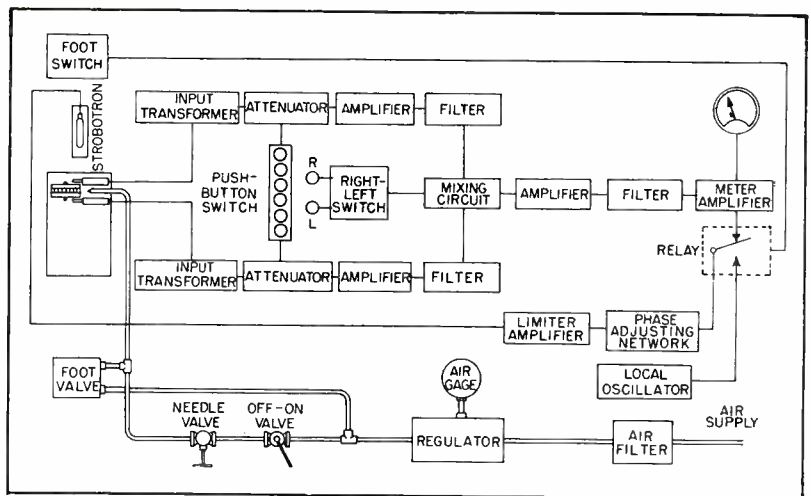 FOOT
SWITCH
STROBOTRON
INPUT
TRANSFORMER
ATTENUATOR
AMPLIFIER
FILTER
PUSH-
BUTTON
SWITCH
R
L
RIGHT-
LEFT
SWITCH
MIXING
CIRCUIT
AMPLIFIER
FILTER
METER
AMPLIFIER
RELAY
INPUT
TRANSFORMER
ATTENUATOR
AMPLIFIER
FILTER
LIMITER
AMPLIFIER
PHASE
ADJUSTING
NETWORK
LOCAL
OSCILLATOR
FOOT
VALVE
NEEDLE
VALVE
OFF-ON
VALVE
AIR
GAGE
REGULATOR
AIR
FILTER
AIR
SUPPLY